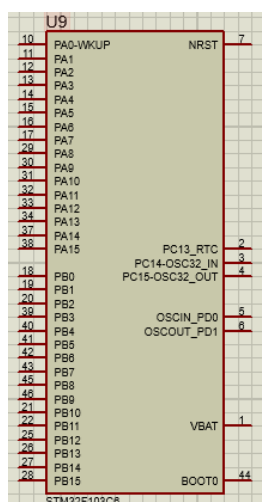 U9
10 PA0-WKUP NRST 7
11 PA1
12 PA2
13 PA3
14 PA4
15 PA5
16 PA6
17 PA7
29 PA8
30 PA9
31 PA10
32 PA11
33 PA12
34 PA13
37 PA14
38 PA15 PC13_RTC 2
PC14-OSC32_IN 3
18 PB0 PC15-OSC32_OUT 4
19 PB1
20 PB2
39 PB3 OSCIN_PD0 5
40 PB4 OSCOUT_PD1 6
41 PB5
42 PB6
43 PB7
45 PB8
46 PB9
21 PB10
22 PB11 VBAT 1
25 PB12
26 PB13
27 PB14
28 PB15 BOOT0 44
STM32F103C6